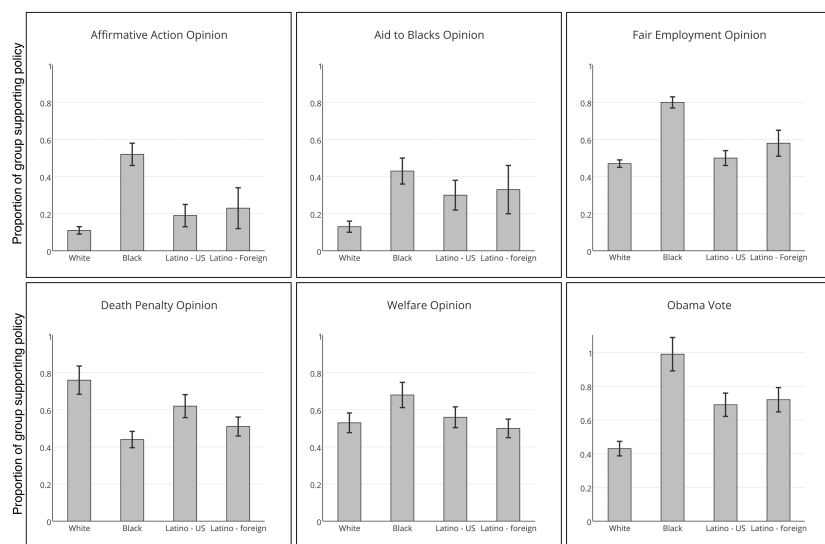 Proportion of group supporting policy
Affirmative Action Opinion
1
0.8
0.6
0.4
0.2
0
White Black Latino - US Latino - Foreign
Aid to Blacks Opinion
1
0.8
0.6
0.4
0.2
0
White Black Latino - US Latino - foreign
Fair Employment Opinion
1
0.8
0.6
0.4
0.2
0
White Black Latino - US Latino - Foreign
Proportion of group supporting policy
Death Penalty Opinion
1
0.8
0.6
0.4
0.2
0
White Black Latino - US Latino - foreign
Welfare Opinion
1
0.8
0.6
0.4
0.2
0
White Black Latino - US Latino - foreign
Obama Vote
1
0.8
0.6
0.4
0.2
0
White Black Latino - US Latino - foreign